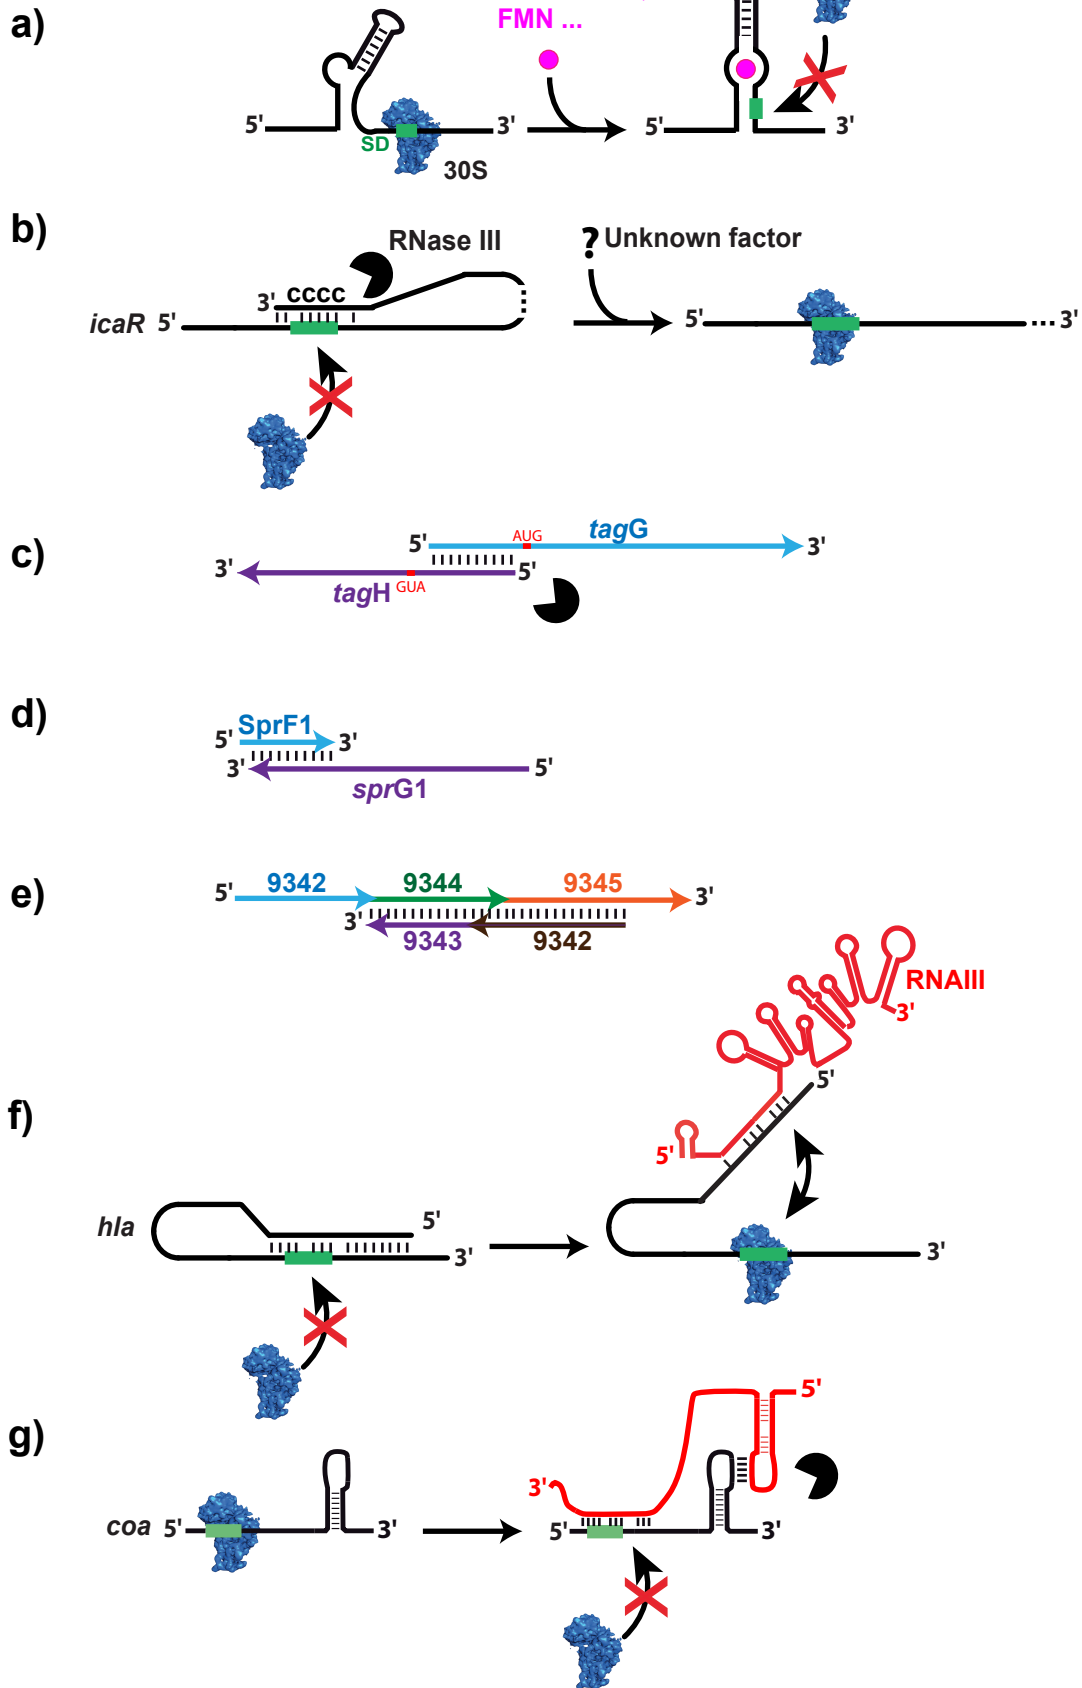 a)
FMN ...
5'
3'
SD
30S
5'
3'
b)
RNase III
? Unknown factor
3'
CCCC
icaR 5'
5'
...3'
c)
5'
AUG
tagG
3'
3'
5'
tagH
GUA
d)
SprF1
5'
3'
3'
5'
sprG1
e)
5'
9342
9344
9345
3'
3'
9343
9342
RNAIII
3'
5'
f)
5'
hla
5'
3'
3'
g)
5'
3'
coa 5'
3'
5'
3'